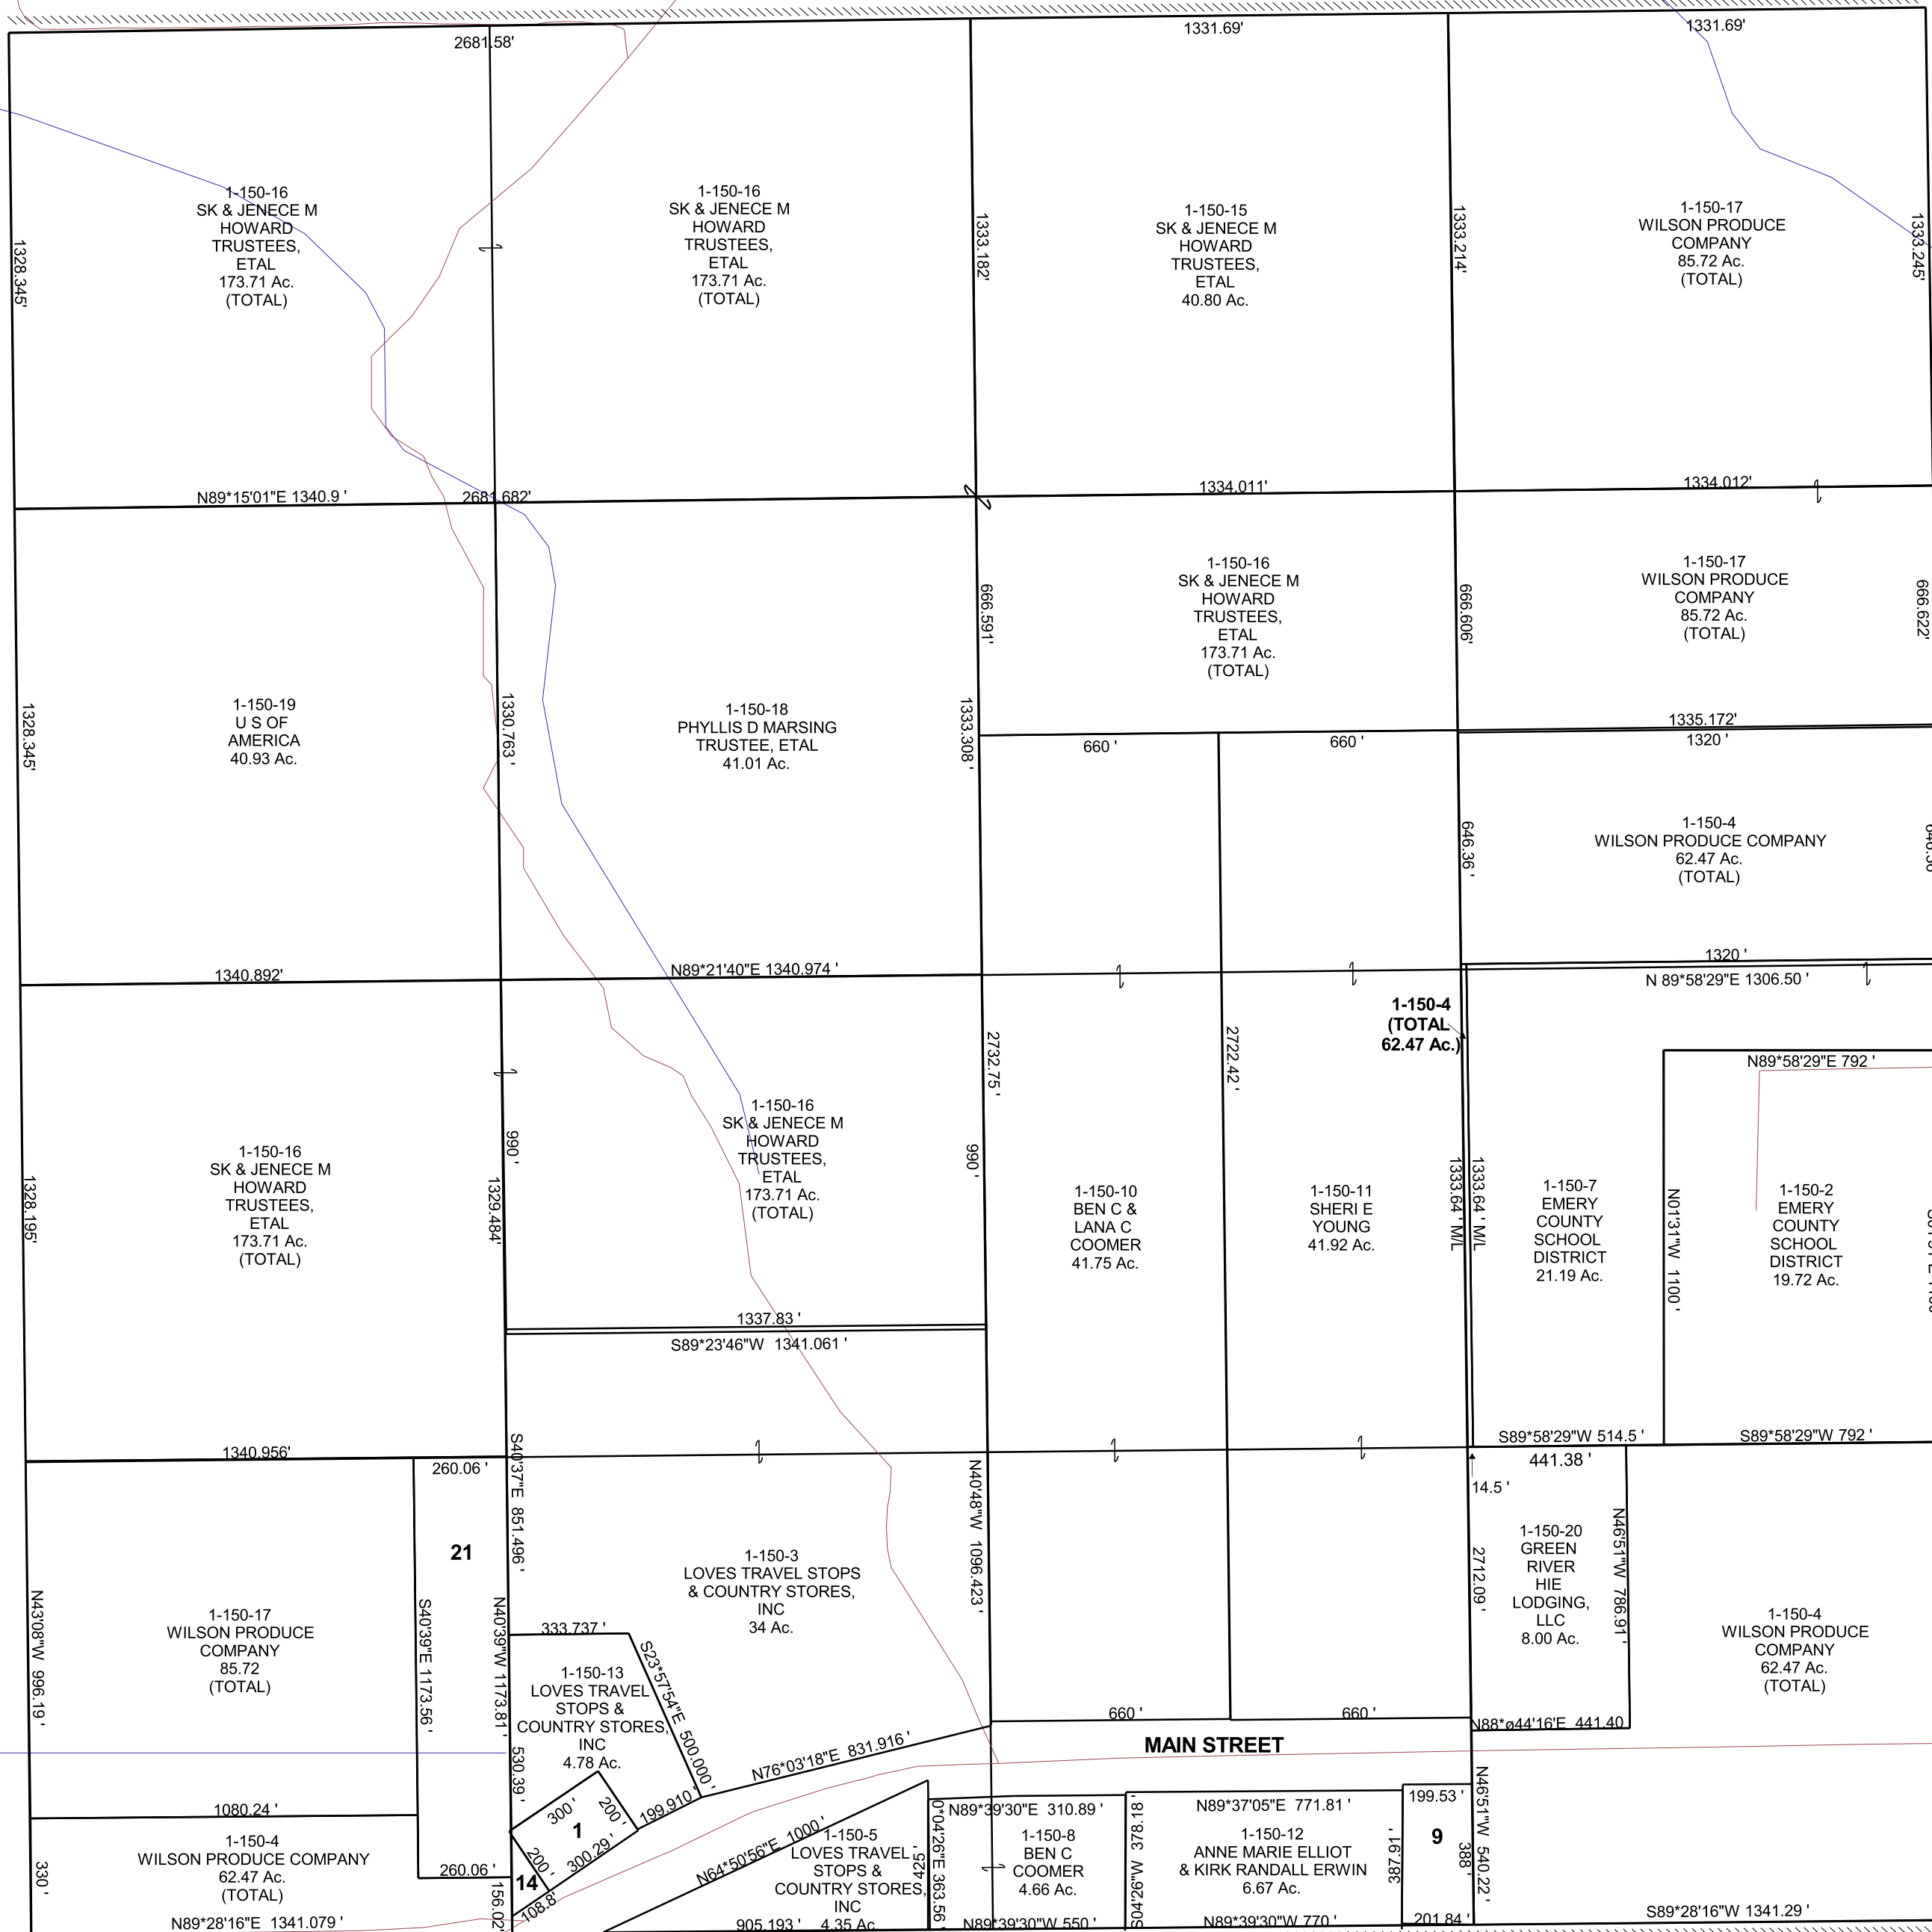 2681.58'
1331.69'
1331.69'
1-150-16
SK & JENECE M
HOWARD
TRUSTEES,
ETAL
173.71 Ac.
(TOTAL)
1-150-16
SK & JENECE M
HOWARD
TRUSTEES,
ETAL
173.71 Ac.
(TOTAL)
1-150-15
SK & JENECE M
HOWARD
TRUSTEES,
ETAL
40.80 Ac.
1-150-17
WILSON PRODUCE
COMPANY
85.72 Ac.
(TOTAL)
1328.345'
1333.182'
1333.214'
1333.245'
N89*15'01"E 1340.9 '
2681.682'
1334.011'
1334.012'
1-150-16
SK & JENECE M
HOWARD
TRUSTEES,
ETAL
173.71 Ac.
(TOTAL)
1-150-17
WILSON PRODUCE
COMPANY
85.72 Ac.
(TOTAL)
666.591'
666.606'
666.622'
1-150-19
U S OF
AMERICA
40.93 Ac.
1-150-18
PHYLLIS D MARSING
TRUSTEE, ETAL
41.01 Ac.
1328.345'
1330.763 '
1333.308 '
660 '
660 '
1335.172'
1320 '
1-150-4
WILSON PRODUCE COMPANY
62.47 Ac.
(TOTAL)
646.36 '
1340.892'
N89*21'40"E 1340.974 '
1320 '
N 89*58'29"E 1306.50 '
1-150-4
(TOTAL
62.47 Ac.)
2732.75 '
2722.42 '
N89*58'29"E 792 '
1-150-16
SK & JENECE M
HOWARD
TRUSTEES,
ETAL
173.71 Ac.
(TOTAL)
1-150-16
SK & JENECE M
HOWARD
TRUSTEES,
ETAL
173.71 Ac.
(TOTAL)
1-150-10
BEN C &
LANA C
COOMER
41.75 Ac.
1-150-11
SHERI E
YOUNG
41.92 Ac.
1-150-7
EMERY
COUNTY
SCHOOL
DISTRICT
21.19 Ac.
1-150-2
EMERY
COUNTY
SCHOOL
DISTRICT
19.72 Ac.
1328.195'
990 '
1329.484'
990 '
1333.64 ' M/L
1333.64 ' M/L
N01'31"W 1100 '
1337.83 '
S89*23'46"W 1341.061 '
1340.956'
260.06 '
S40'37"E 851.496 '
N40'48"W 1096.423 '
S89*58'29"W 514.5 '
S89*58'29"W 792 '
441.38 '
14.5 '
21
1-150-3
LOVES TRAVEL STOPS
& COUNTRY STORES,
INC
34 Ac.
1-150-20
GREEN
RIVER
HIE
LODGING,
LLC
8.00 Ac.
2712.09 '
N46'51"W 786.91 '
1-150-17
WILSON PRODUCE
COMPANY
85.72
(TOTAL)
N43'08"W 996.19 '
S40'39"E 1173.56 '
N40'39"W 1173.81 '
333.737 '
S23*57'54"E 500.000 '
1-150-13
LOVES TRAVEL
STOPS &
COUNTRY STORES,
INC
4.78 Ac.
530.39 '
1-150-4
WILSON PRODUCE
COMPANY
62.47 Ac.
(TOTAL)
660 '
660 '
N88*ø44'16'E 441.40
MAIN STREET
N76*03'18"E 831.916 '
199.910 '
300 '
200 '
1
300.29 '
200 '
14
108.8'
1080.24 '
1-150-4
WILSON PRODUCE COMPANY
62.47 Ac.
(TOTAL)
330 '
260.06 '
156.02'
N89*28'16"E 1341.079 '
N64*50'56"E 1000 '
1-150-5
LOVES TRAVEL
STOPS &
COUNTRY STORES,
INC
4.35 Ac.
905.193 '
425'
0*04'26"E 363.56 '
N89*39'30"E 310.89 '
1-150-8
BEN C
COOMER
4.66 Ac.
N89*39'30"W 550 '
S04'26"W 378.18 '
N89*37'05"E 771.81 '
1-150-12
ANNE MARIE ELLIOT
& KIRK RANDALL ERWIN
6.67 Ac.
N89*39'30"W 770 '
387.91 '
199.53 '
9
388 '
201.84 '
N46'51"W 540.22 '
S89*28'16"W 1341.29 '